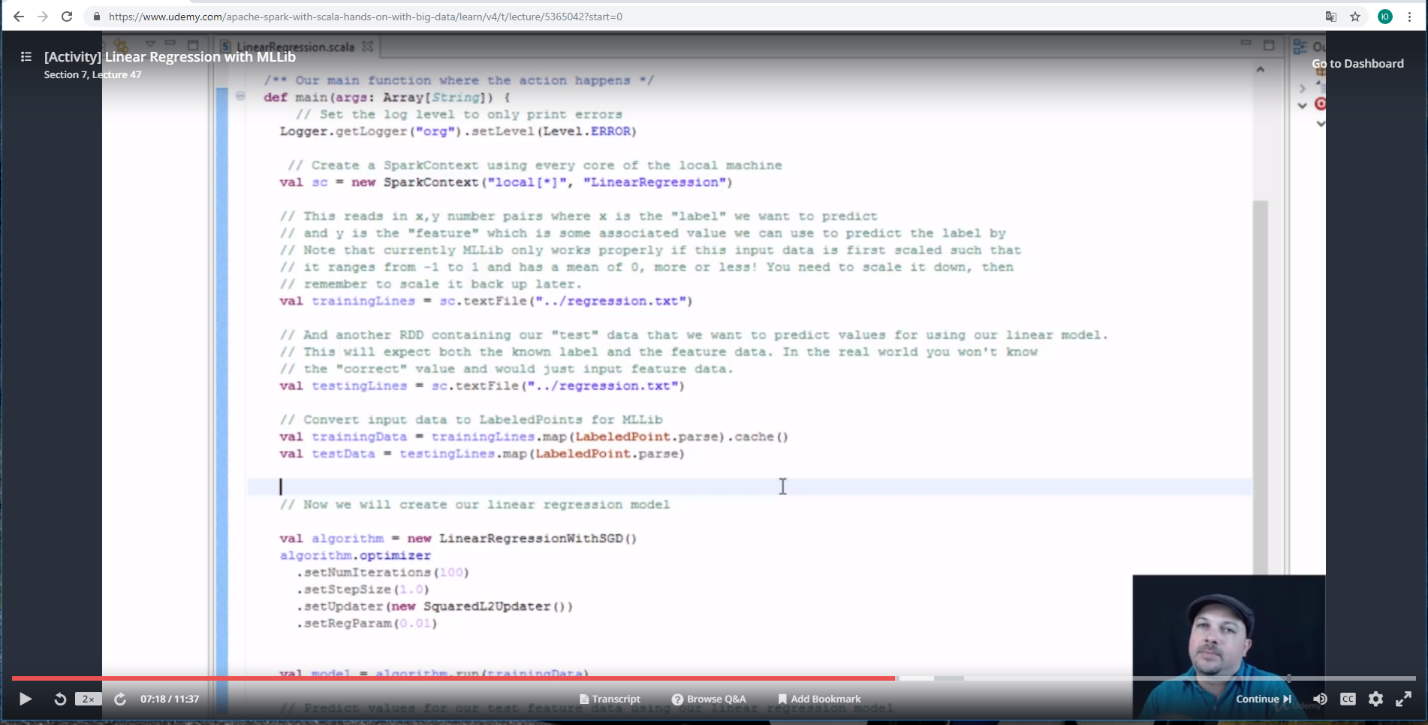 https://www.udemy.com/apache-spark-with-scala-hands-on-with-big-data/learn/v4/t/lecture/5365042?start=0
Ю
LinearRegression.scala
[Activity] Linear Regression with MLLib
Section 7, Lecture 47
Go to Dashboard
/** Our main function where the action happens */
def main(args: Array[String]) {
// Set the log level to only print errors
Logger.getLogger("org").setLevel(Level.ERROR)
// Create a SparkContext using every core of the local machine
val sc = new SparkContext("local[*]", "LinearRegression")
// This reads in x,y number pairs where x is the "label" we want to predict
// and y is the "feature" which is some associated value we can use to predict the label by
// Note that currently MLLib only works properly if this input data is first scaled such that
// it ranges from -1 to 1 and has a mean of 0, more or less! You need to scale it down, then
// remember to scale it back up later.
val trainingLines = sc.textFile("../regression.txt")
// And another RDD containing our "test" data that we want to predict values for using our linear model.
// This will expect both the known label and the feature data. In the real world you won't know
// the "correct" value and would just input feature data.
val testingLines = sc.textFile("../regression.txt")
// Convert input data to LabeledPoints for MLLib
val trainingData = trainingLines.map(LabeledPoint.parse).cache()
val testData = testingLines.map(LabeledPoint.parse)
// Now we will create our linear regression model
val algorithm = new LinearRegressionWithSGD()
algorithm.optimizer
.setNumIterations(100)
.setStepSize(1.0)
.setUpdater(new SquaredL2Updater())
.setRegParam(0.01)
val model = algorithm.run(trainingData)
2x 07:18 / 11:37 Transcript Browse Q&A Add Bookmark Continue CC
// Predict values for our test feature data using our linear regression model